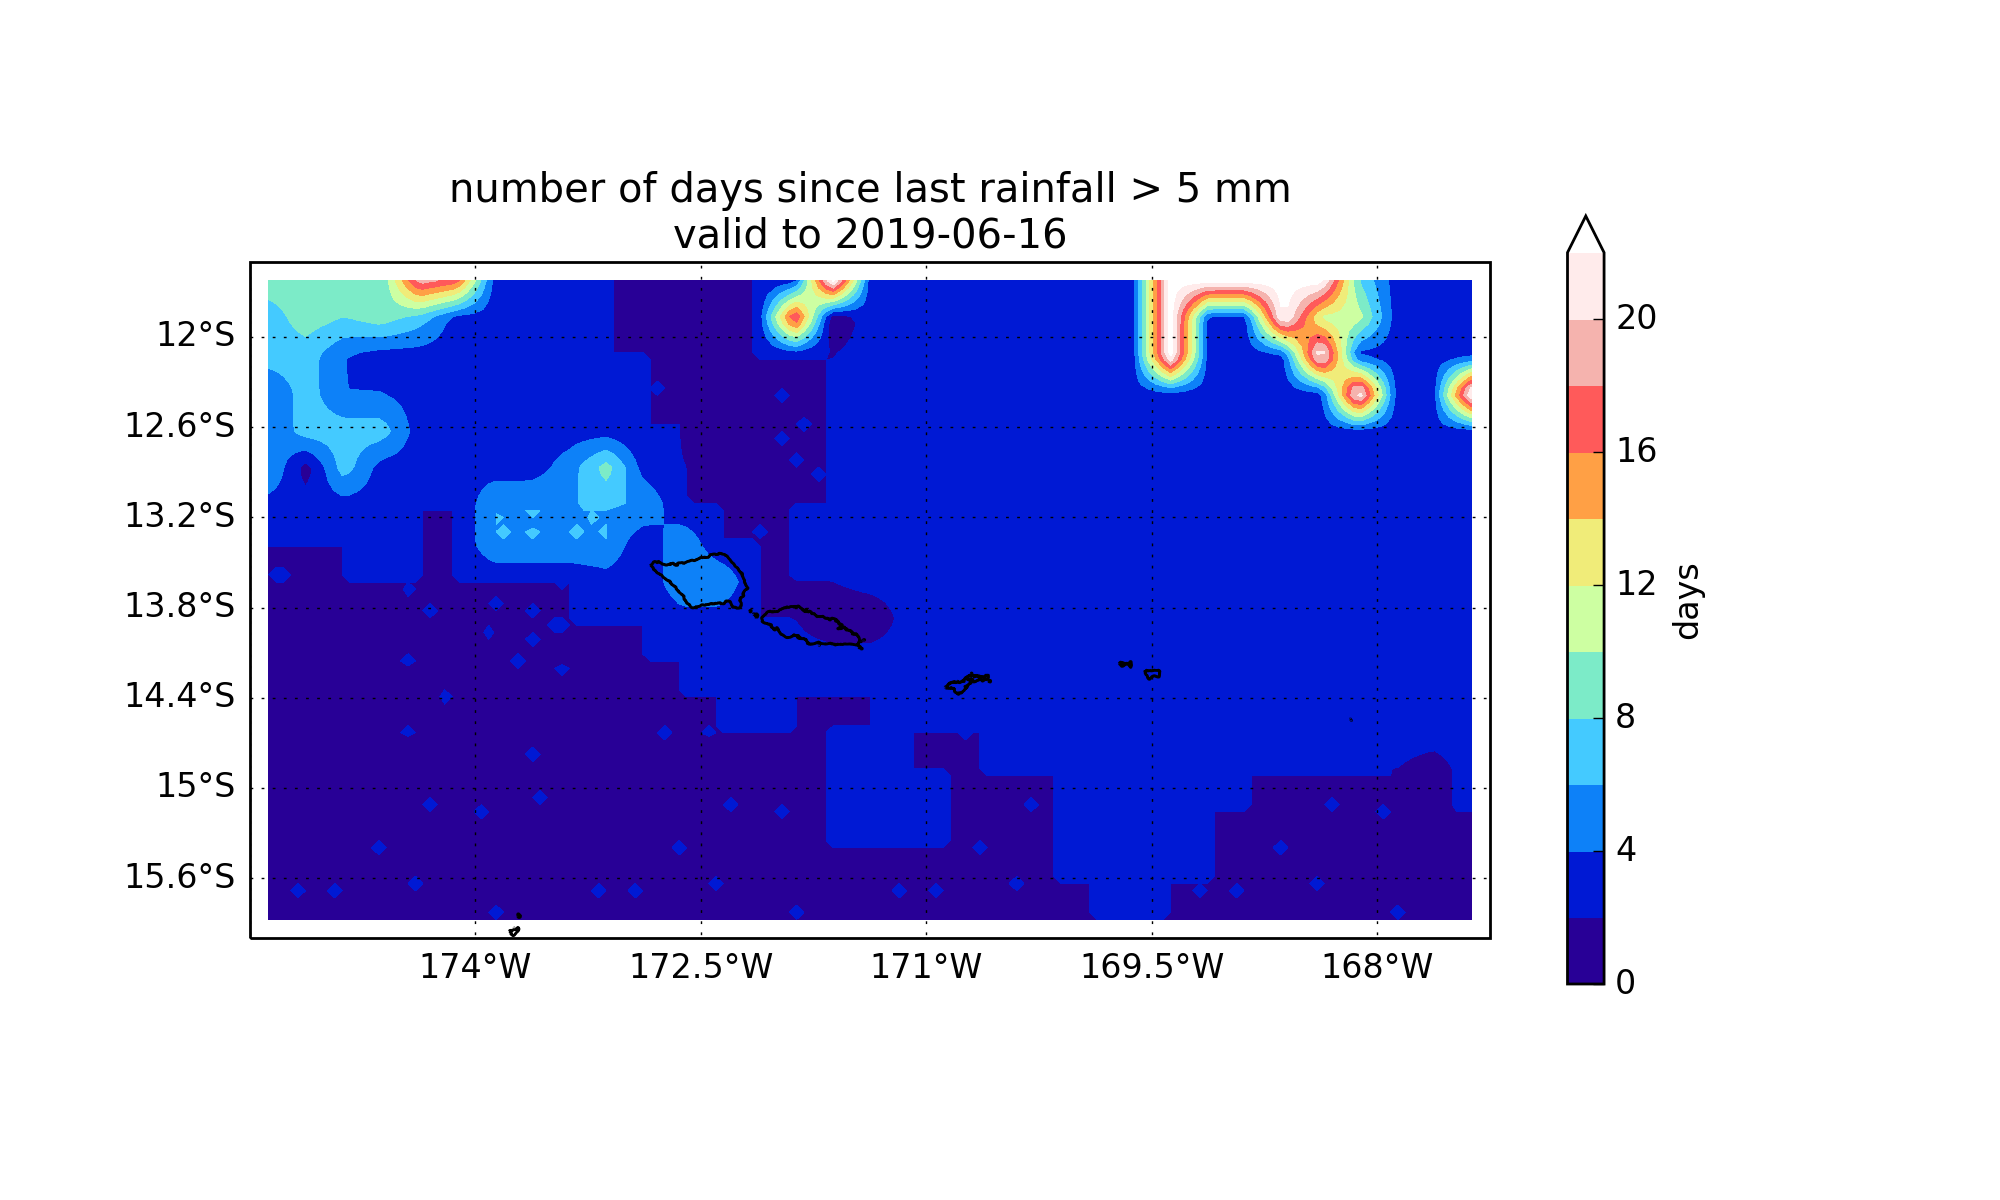 number of days since last rainfall > 5 mm
valid to 2019-06-16
12°S
12.6°S
13.2°S
13.8°S
14.4°S
15°S
15.6°S
174°W 172.5°W 171°W 169.5°W 168°W
20
16
12
8
4
0
days